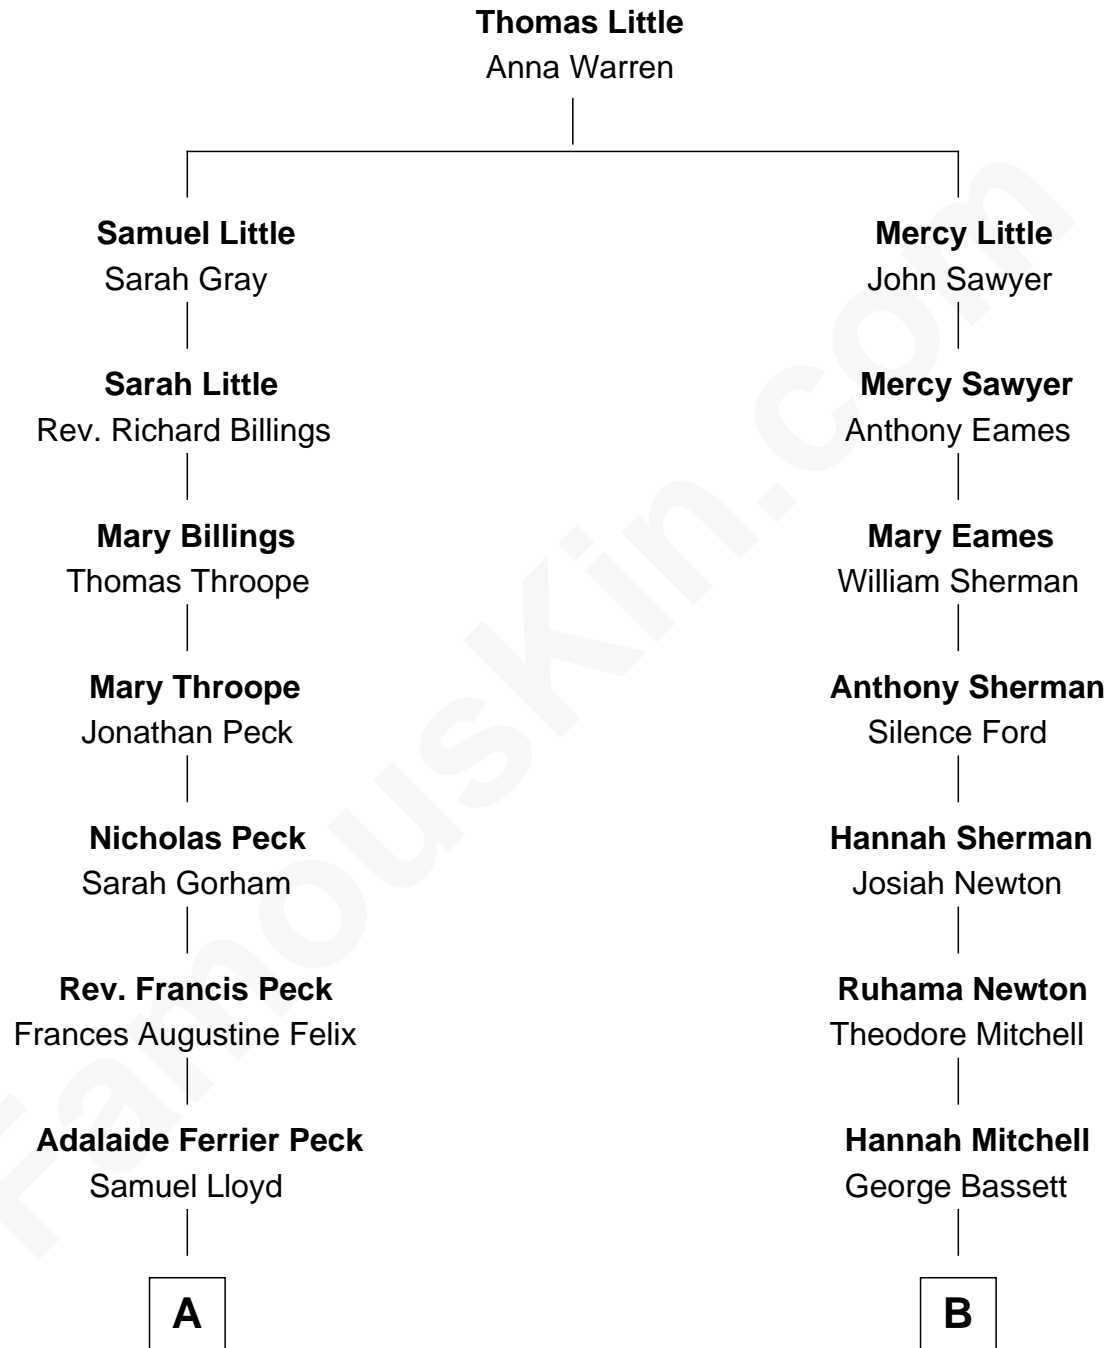 Thomas Little
Anna Warren
Samuel Little
Sarah Gray
Sarah Little
Rev. Richard Billings
Mary Billings
Thomas Throope
Mary Throope
Jonathan Peck
Nicholas Peck
Sarah Gorham
Rev. Francis Peck
Frances Augustine Felix
Adalaide Ferrier Peck
Samuel Lloyd
A
Mercy Little
John Sawyer
Mercy Sawyer
Anthony Eames
Mary Eames
William Sherman
Anthony Sherman
Silence Ford
Hannah Sherman
Josiah Newton
Ruhama Newton
Theodore Mitchell
Hannah Mitchell
George Bassett
B
FamousKin.com